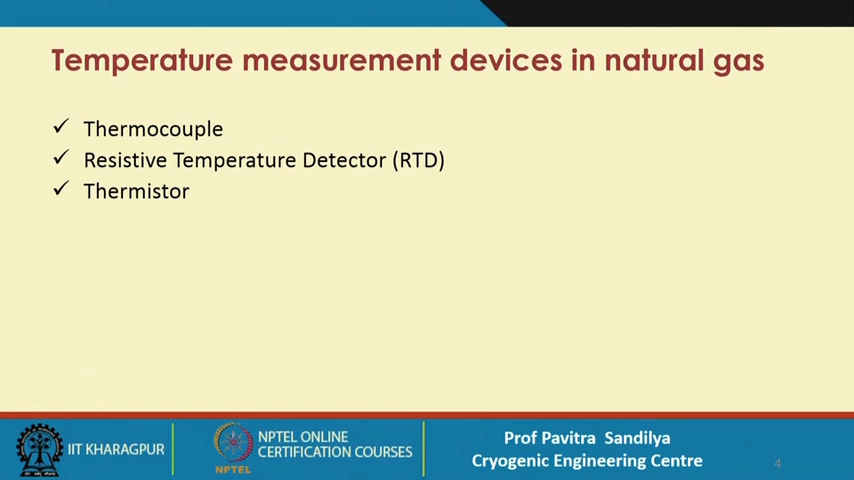 Temperature measurement devices in natural gas
✓ Thermocouple
✓ Resistive Temperature Detector (RTD)
✓ Thermistor
IIT KHARAGPUR
NPTEL
NPTEL ONLINE
CERTIFICATION COURSES
Prof Pavitra Sandilya
Cryogenic Engineering Centre
4